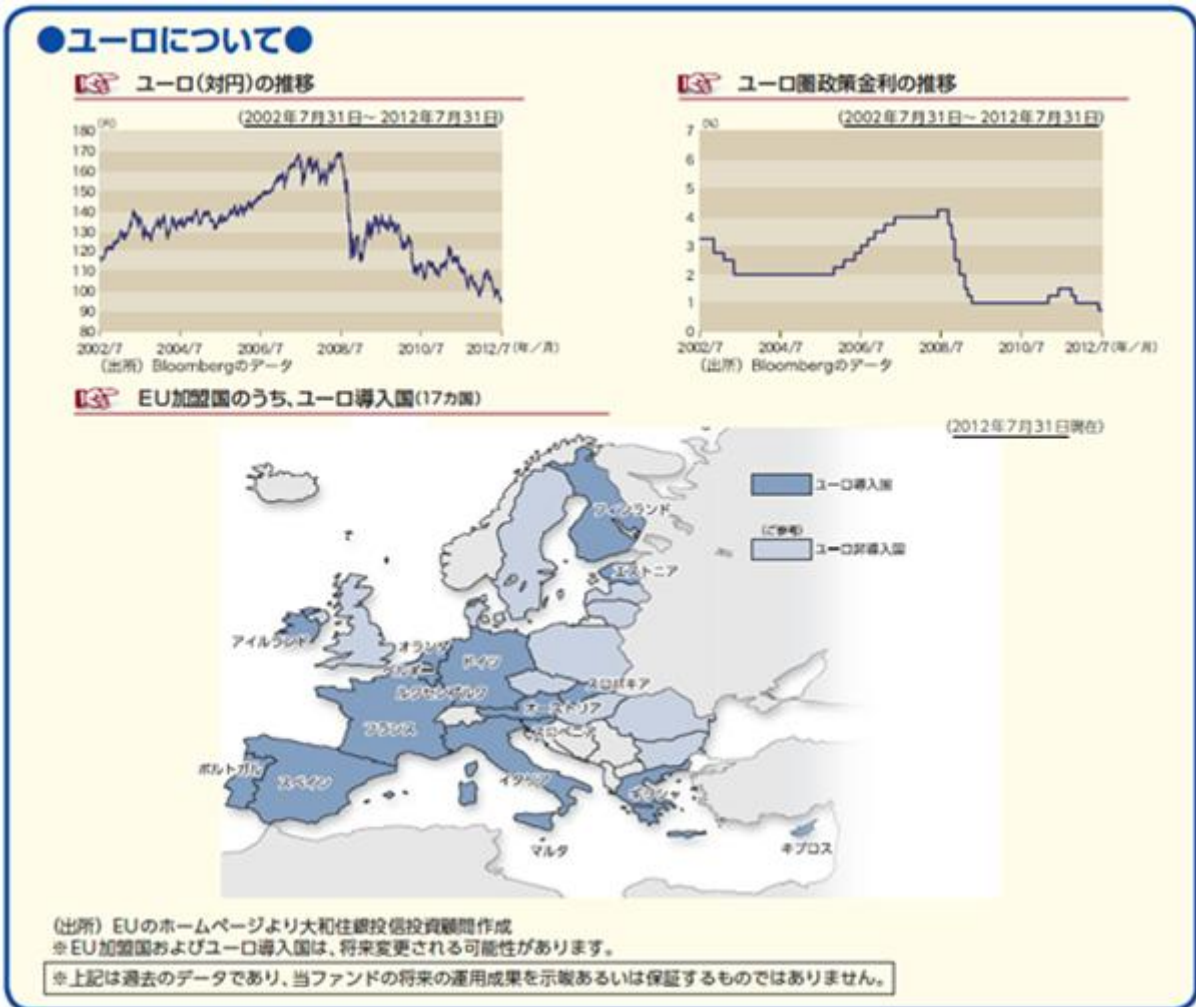 ●ユーロについて●
ユーロ(対円)の推移
(2002年7月31日~2012年7月31日)
(円)
180
170
160
150
140
130
120
110
100
90
80
2002/7 2004/7 2006/7 2008/7 2010/7 2012/7(年/月)
(出所) Bloombergのデータ
ユーロ圏政策金利の推移
(2002年7月31日~2012年7月31日)
(%)
7
6
5
4
3
2
1
0
2002/7 2004/7 2006/7 2008/7 2010/7 2012/7(年/月)
(出所) Bloombergのデータ
EU加盟国のうち、ユーロ導入国(17カ国)
(2012年7月31日現在)
ユーロ導入国
(ご参考)
ユーロ非導入国
フィンランド
エストニア
アイルランド
オランダ
ベルギー
ドイツ
ルクセンブルク
スロバキア
オーストリア
フランス
スロベニア
ポルトガル
スペイン
イタリア
ギリシャ
マルタ
キプロス
(出所) EUのホームページより大和住銀投信投資顧問作成
※EU加盟国およびユーロ導入国は、将来変更される可能性があります。
※上記は過去のデータであり、当ファンドの将来の運用成果を示唆あるいは保証するものではありません。